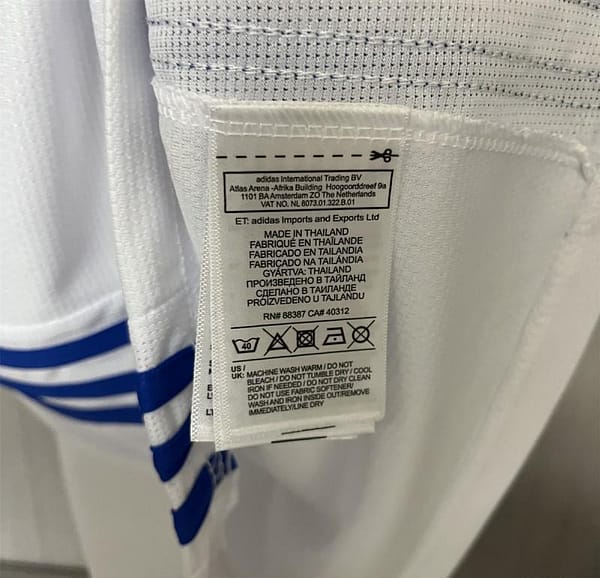 adidas International Trading BV
Atlas Arena -Afrika Building Hoogoorddreef 9a
1101 BA Amsterdam ZO The Netherlands
VAT NO. NL 8073.01.322.B.01
ET: adidas Imports and Exports Ltd
MADE IN THAILAND
FABRIQUÉ EN THAÏLANDE
FABRICADO EN TAILANDIA
FABRICADO NA TAILÂNDIA
GYÁRTVA: THAILAND
ПРОИЗВЕДЕНО В ТАЙЛАНД
СДЕЛАНО В ТАИЛАНДЕ
PROIZVEDENO U TAJLANDU
RN# 88387 CA# 40312
40
US /
UK: MACHINE WASH WARM / DO NOT
BLEACH / DO NOT TUMBLE DRY / COOL
IRON IF NEEDED / DO NOT DRY CLEAN
DO NOT USE FABRIC SOFTENER/
WASH AND IRON INSIDE OUT/REMOVE
IMMEDIATELY/LINE DRY